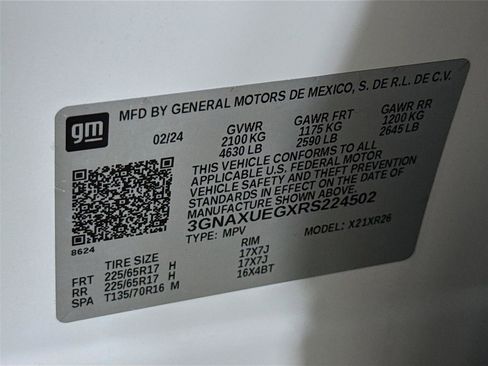 gm
MFD BY GENERAL MOTORS DE MEXICO, S. DE R.L. DE C.V.
02/24 GVWR GAWR FRT GAWR RR
2100 KG 1175 KG 1200 KG
4630 LB 2590 LB 2645 LB
THIS VEHICLE CONFORMS TO ALL
APPLICABLE U.S. FEDERAL MOTOR
VEHICLE SAFETY AND THEFT PREVENTION
STANDARDS IN EFFECT ON THE DATE OF
MANUFACTURE SHOWN ABOVE.
3GNAXUEGXRS224502
8624 TYPE: MPV MODEL: X21XR26
TIRE SIZE RIM
FRT 225/65R17 H 17X7J
RR 225/65R17 H 17X7J
SPA T135/70R16 M 16X4BT